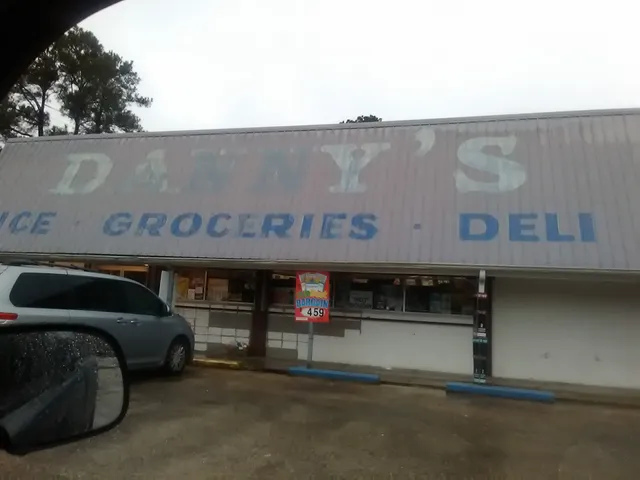 DANNY'S
ICE · GROCERIES · DELI
459